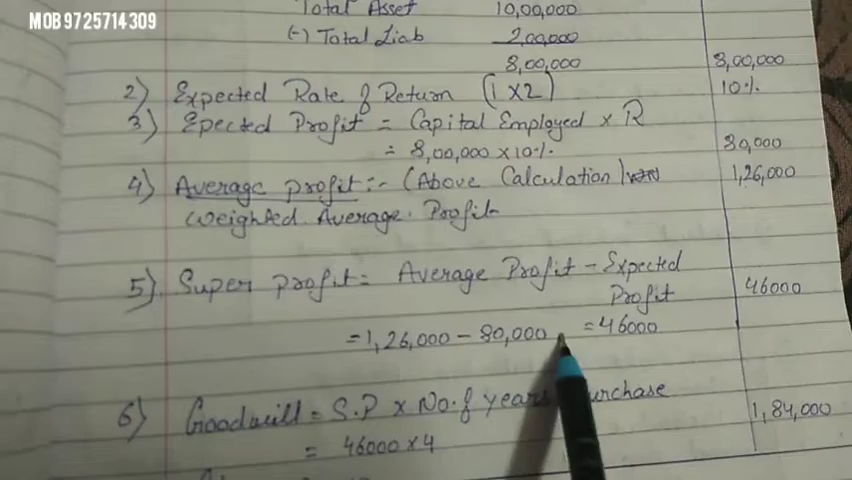 MOB 9725714309
Total Asset 10,00,000
(-) Total Liab 2,00,000
8,00,000 8,00,000
2) Expected Rate of Return (1 X 2) 10%
3) Epected Profit = Capital Employed × R
= 8,00,000 × 10%. 80,000
4) Average profit :- (Above Calculation) 1,26,000
Weighted Average. Profit
5) Super profit = Average Profit - Expected
Profit 46000
= 1,26,000 - 80,000 = 46000
6) Goodwill = S.P × No. of years Purchase
= 46000 × 4 1,84,000